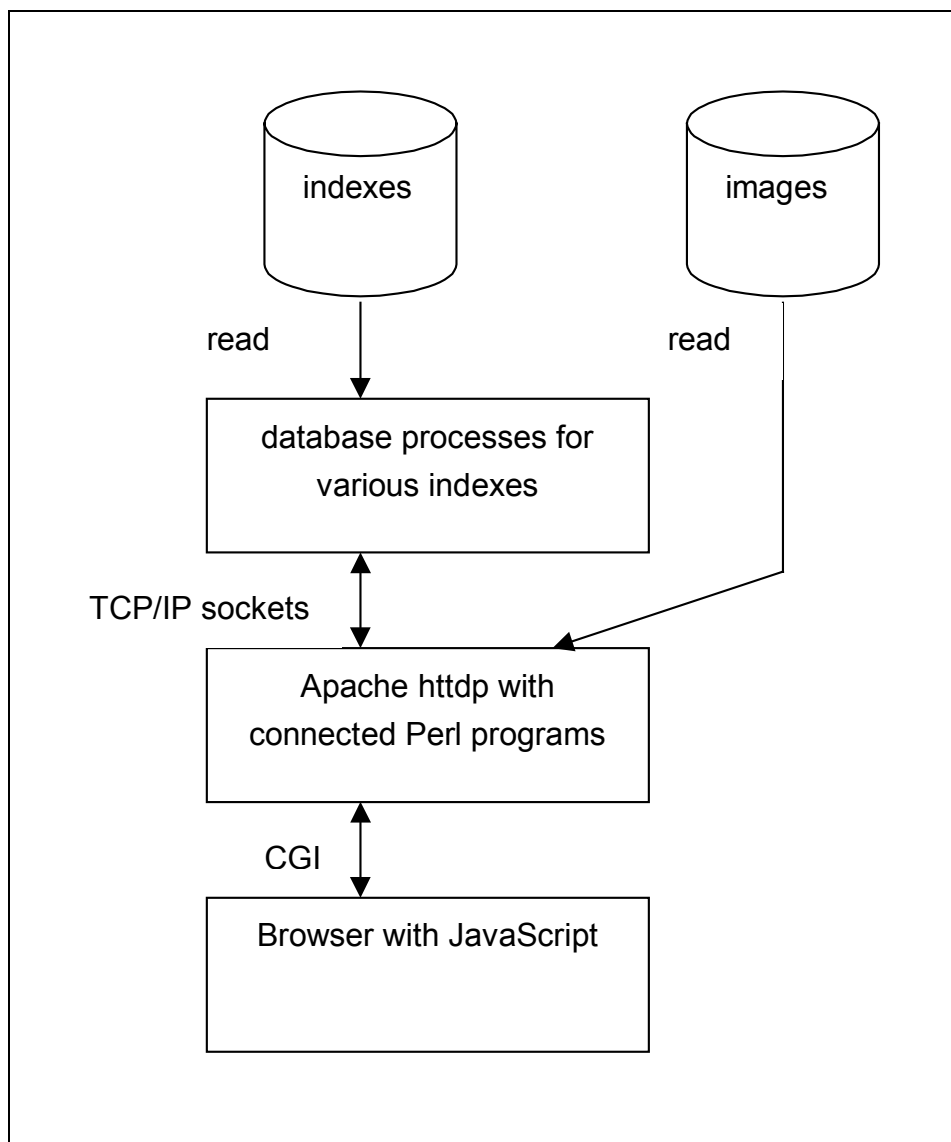 indexes
images
read
read
database processes for
various indexes
TCP/IP sockets
Apache httdp with
connected Perl programs
CGI
Browser with JavaScript